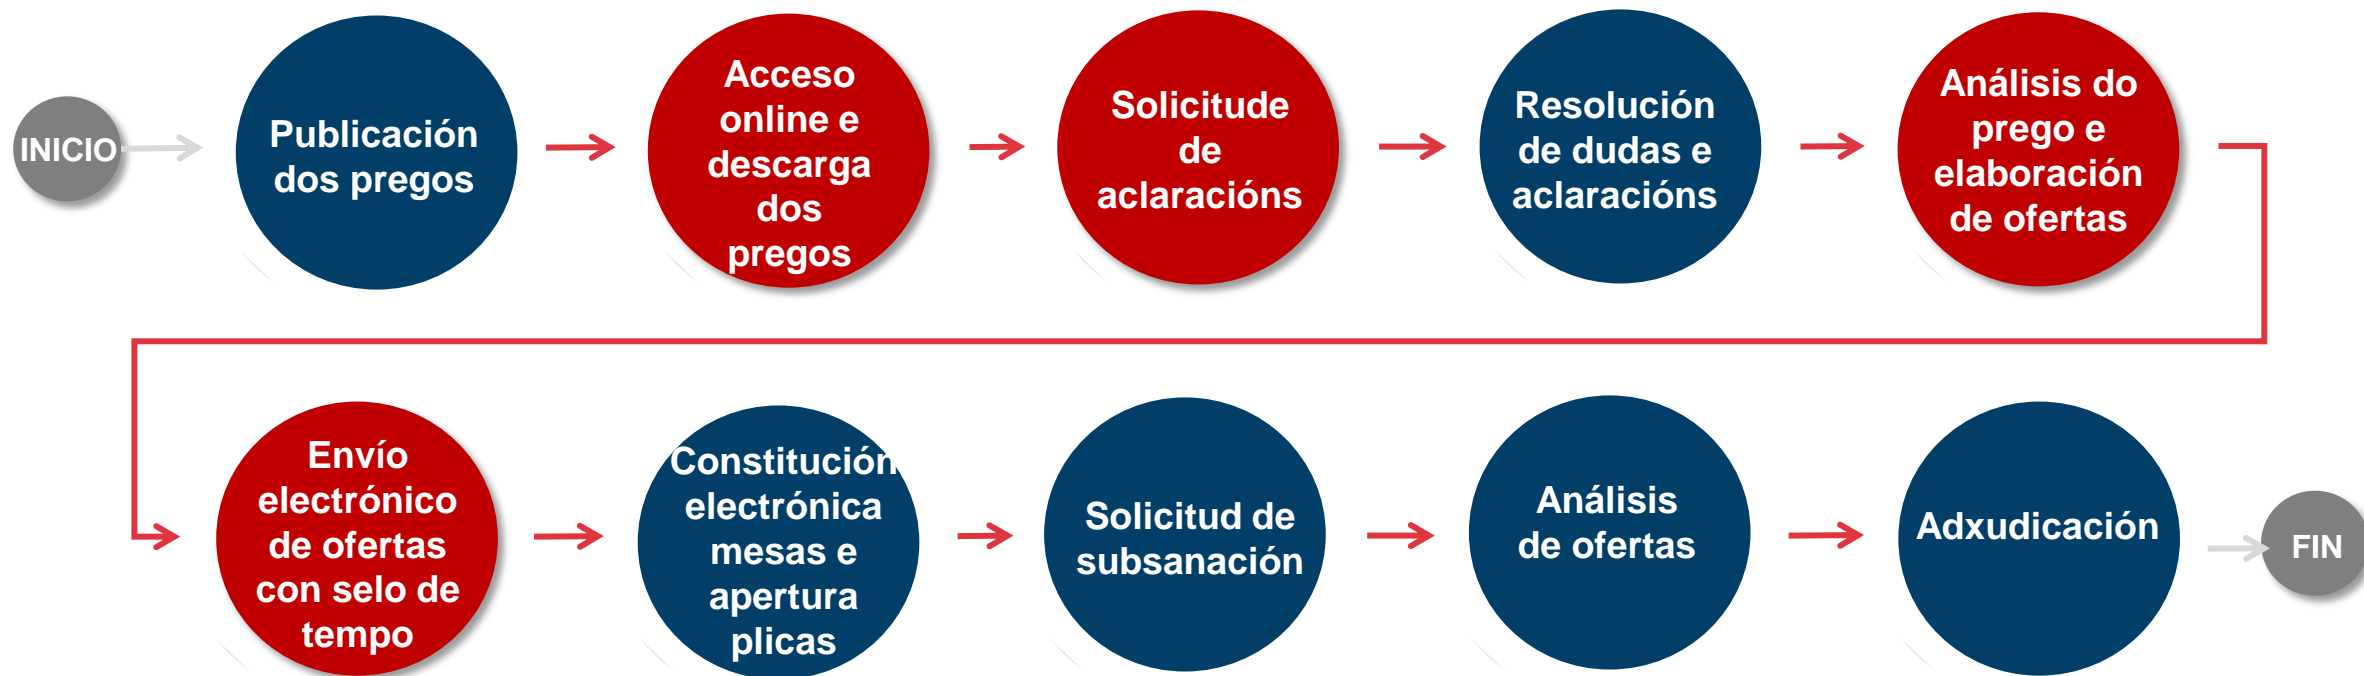 INICIO
Publicación
dos pregos
Acceso
online e
descarga
dos
pregos
Solicitude
de
aclaracións
Resolución
de dudas e
aclaracións
Análisis do
prego e
elaboración
de ofertas
Envío
electrónico
de ofertas
con selo de
tempo
Constitución
electrónica
mesas e
apertura
plicas
Solicitud de
subsanación
Análisis
de ofertas
Adxudicación
FIN